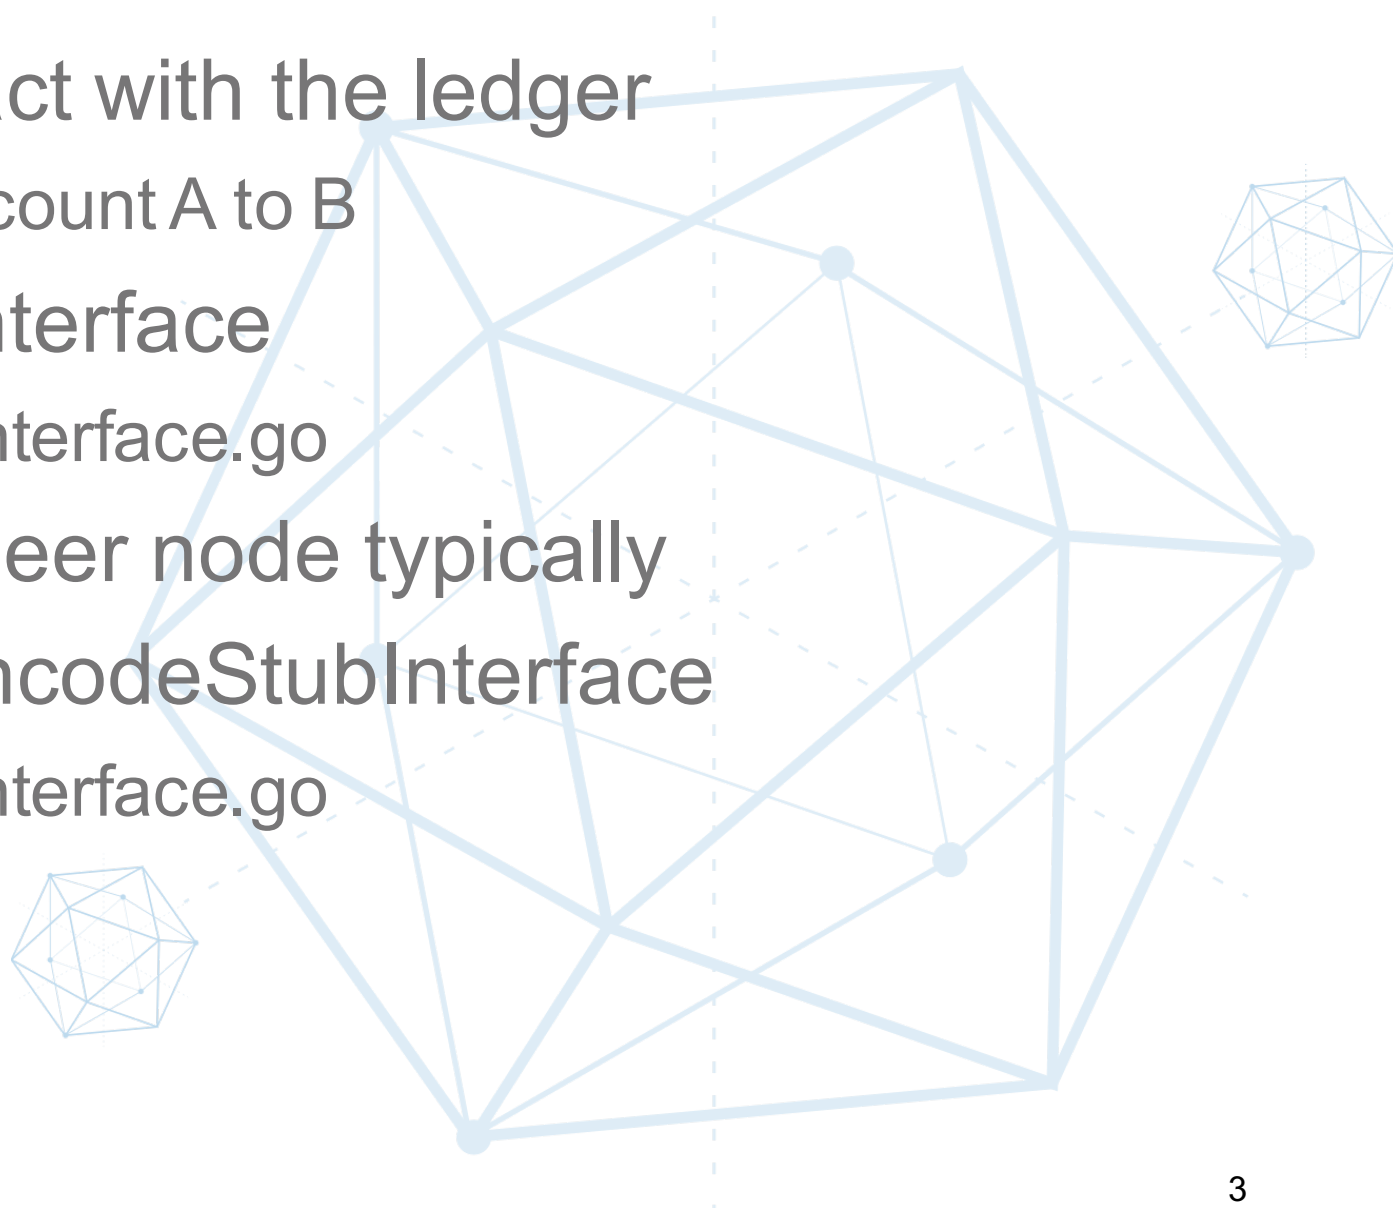 ct with the ledger
count A to B
nterface
nterface.go
eer node typically
ncodeStubInterface
nterface.go
3